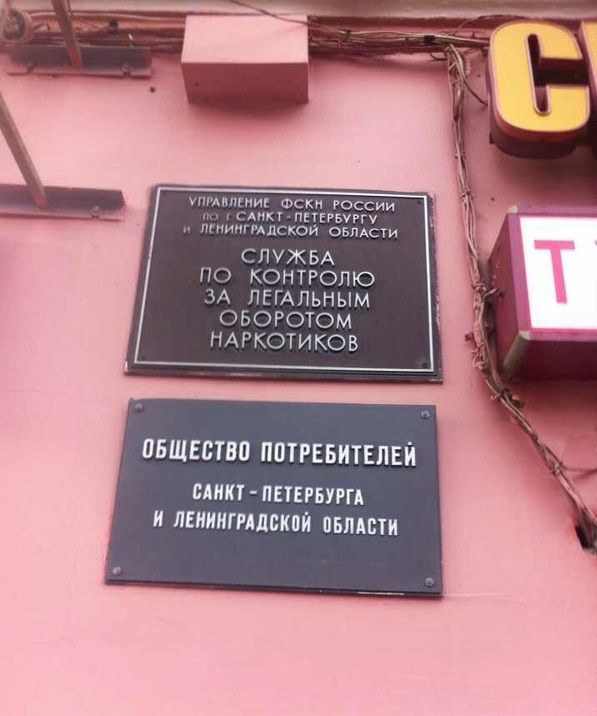 УПРАВЛЕНИЕ ФСКН РОССИИ
ПО Г. САНКТ-ПЕТЕРБУРГУ
И ЛЕНИНГРАДСКОЙ ОБЛАСТИ
СЛУЖБА
ПО КОНТРОЛЮ
ЗА ЛЕГАЛЬНЫМ
ОБОРОТОМ
НАРКОТИКОВ
ОБЩЕСТВО ПОТРЕБИТЕЛЕЙ
САНКТ-ПЕТЕРБУРГА
И ЛЕНИНГРАДСКОЙ ОБЛАСТИ